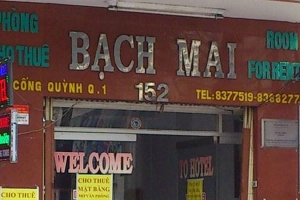 PHÒNG
CHO THUÊ
BẠCH MAI
ROOM
FOR RENT
CỐNG QUỲNH Q.1
152
TEL:8377519-8368277
WELCOME
TO HOTEL
CHO THUÊ
MẶT BẰNG
CHO THUÊ